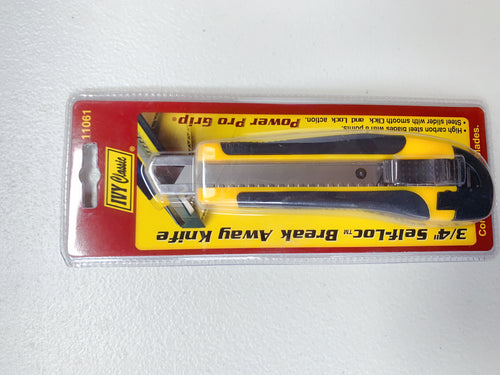 11061
IVY Classic
3/4" Self-Loc™ Break Away Knife
Power Pro Grip®
• High carbon steel blades with 8 points.
• Steel slider with smooth Click and Lock action.
blades.